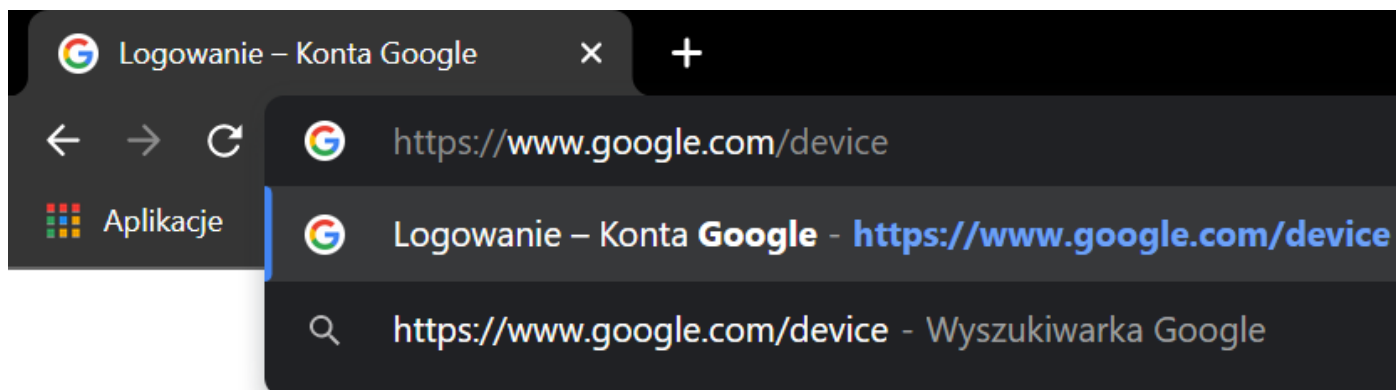 Logowanie – Konta Google
https://www.google.com/device
Aplikacje
Logowanie – Konta Google - https://www.google.com/device
https://www.google.com/device - Wyszukiwarka Google